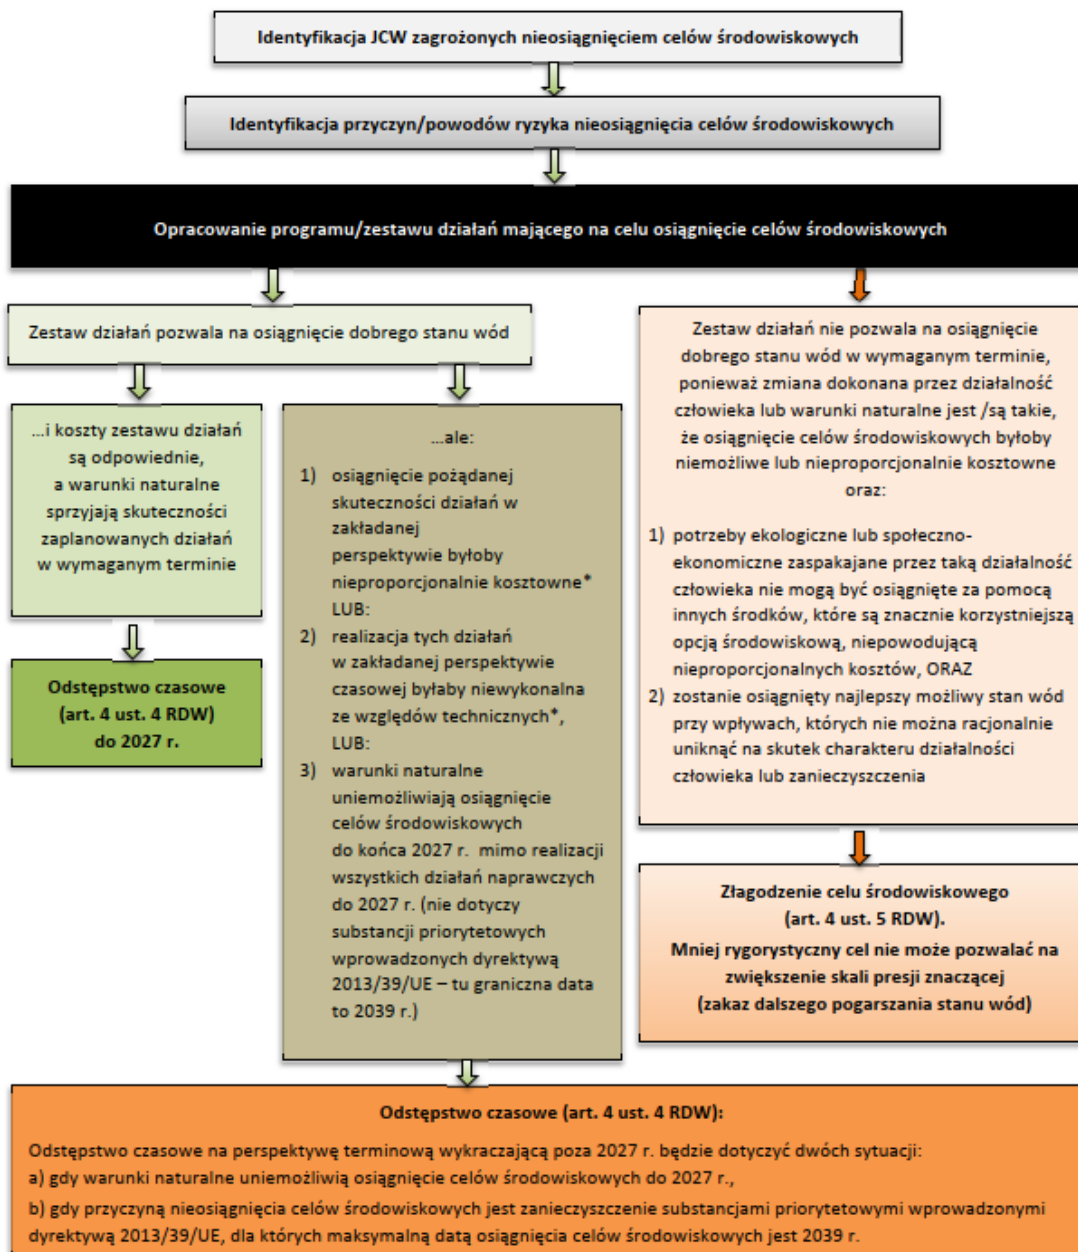 Identyfikacja JCW zagrożonych nieosiągnięciem celów środowiskowych
Identyfikacja przyczyn/powodów ryzyka nieosiągnięcia celów środowiskowych
Opracowanie programu/zestawu działań mającego na celu osiągnięcie celów środowiskowych
Zestaw działań pozwala na osiągnięcie dobrego stanu wód
...i koszty zestawu działań
są odpowiednie,
a warunki naturalne
sprzyjają skuteczności
zaplanowanych działań
w wymaganym terminie
Odstępstwo czasowe
(art. 4 ust. 4 RDW)
do 2027 r.
...ale:
1) osiągnięcie pożądanej
skuteczności działań w
zakładanej
perspektywie byłoby
nieproporcjonalnie kosztowne*
LUB:
2) realizacja tych działań
w zakładanej perspektywie
czasowej byłaby niewykonalna
ze względów technicznych*,
LUB:
3) warunki naturalne
uniemożliwiają osiągnięcie
celów środowiskowych
do końca 2027 r. mimo realizacji
wszystkich działań naprawczych
do 2027 r. (nie dotyczy
substancji priorytetowych
wprowadzonych dyrektywą
2013/39/UE – tu graniczna data
to 2039 r.)
Zestaw działań nie pozwala na osiągnięcie
dobrego stanu wód w wymaganym terminie,
ponieważ zmiana dokonana przez działalność
człowieka lub warunki naturalne jest /są takie,
że osiągnięcie celów środowiskowych byłoby
niemożliwe lub nieproporcjonalnie kosztowne
oraz:
1) potrzeby ekologiczne lub społeczno-
ekonomiczne zaspakajane przez taką działalność
człowieka nie mogą być osiągnięte za pomocą
innych środków, które są znacznie korzystniejszą
opcją środowiskową, niepowodującą
nieproporcjonalnych kosztów, ORAZ
2) zostanie osiągnięty najlepszy możliwy stan wód
przy wpływach, których nie można racjonalnie
uniknąć na skutek charakteru działalności
człowieka lub zanieczyszczenia
Złagodzenie celu środowiskowego
(art. 4 ust. 5 RDW).
Mniej rygorystyczny cel nie może pozwalać na
zwiększenie skali presji znaczącej
(zakaz dalszego pogarszania stanu wód)
Odstępstwo czasowe (art. 4 ust. 4 RDW):
Odstępstwo czasowe na perspektywę terminową wykraczającą poza 2027 r. będzie dotyczyć dwóch sytuacji:
a) gdy warunki naturalne uniemożliwią osiągnięcie celów środowiskowych do 2027 r.,
b) gdy przyczyną nieosiągnięcia celów środowiskowych jest zanieczyszczenie substancjami priorytetowymi wprowadzonymi
dyrektywą 2013/39/UE, dla których maksymalną datą osiągnięcia celów środowiskowych jest 2039 r.